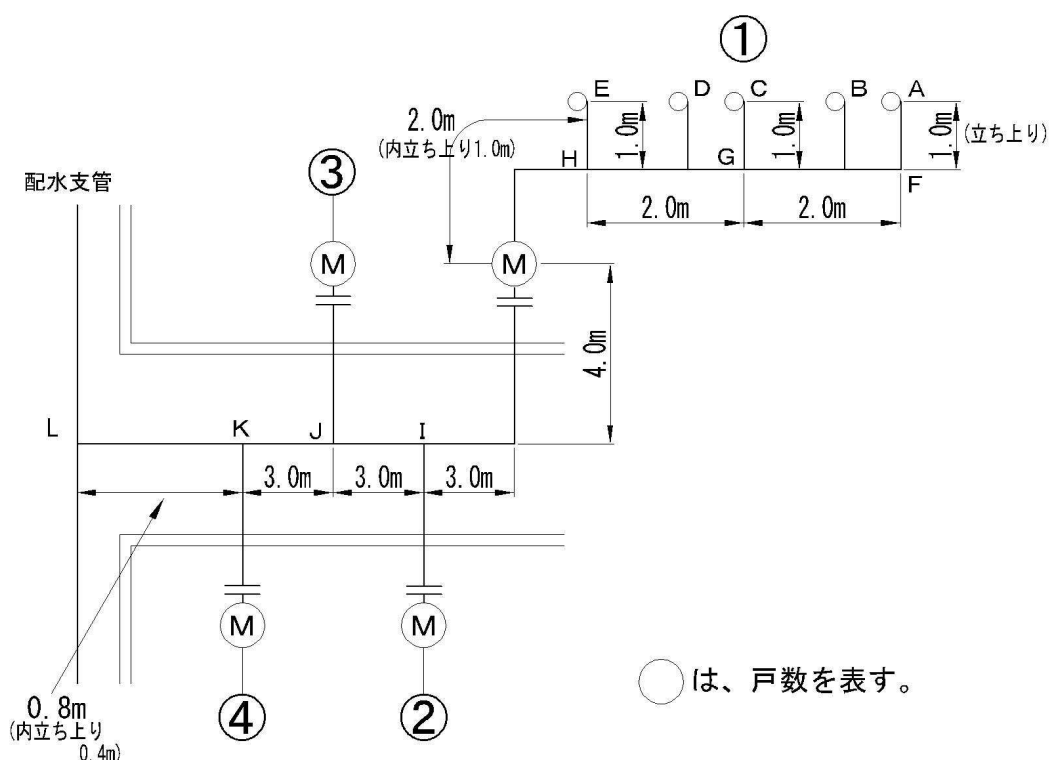 ①
E
D
C
B
A
2.0m
(内立ち上り1.0m)
1.0m
1.0m
1.0m
(立ち上り)
H
G
F
③
配水支管
2.0m
2.0m
M
M
4.0m
L
K
J
I
3.0m
3.0m
3.0m
M
M
0.8m
(内立ち上り
0.4m)
④
②
○は、戸数を表す。